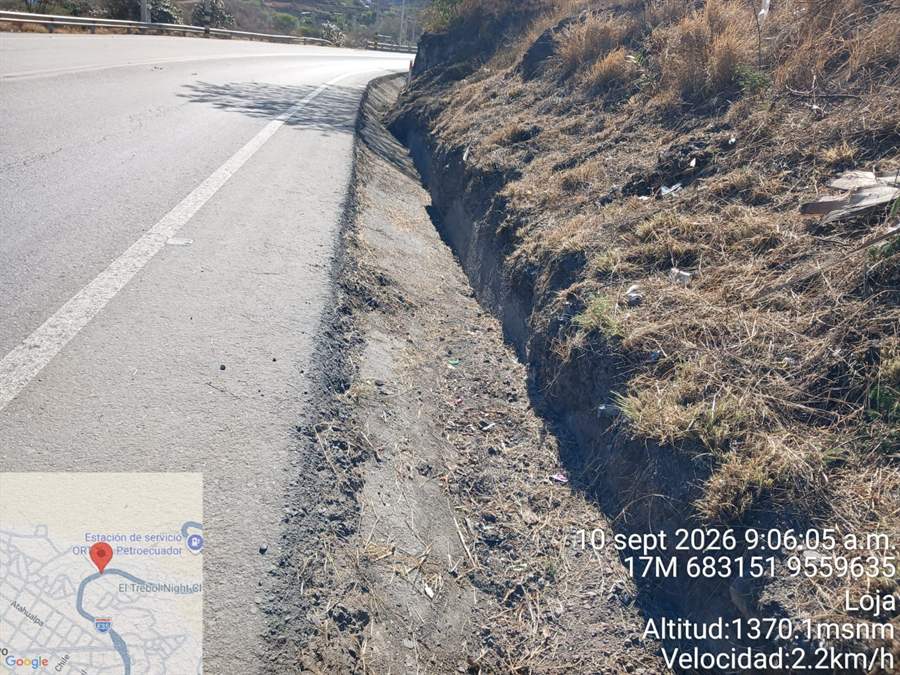 10 sept 2026 9:06:05 a.m.
17M 683151 9559635
Loja
Altitud:1370.1msnm
Velocidad:2.2km/h
Estación de servicio
Petroecuador
El Trébol Night Cl
Atahualpa
Chile
Google